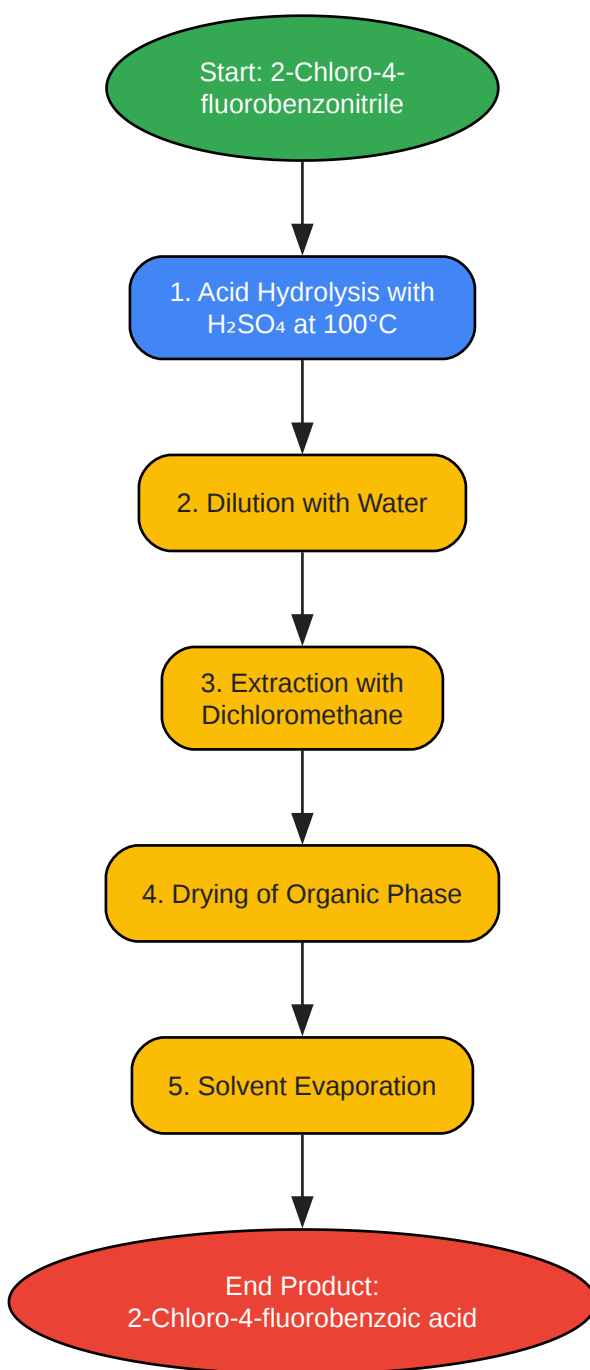 Start: 2-Chloro-4-
fluorobenzonitrile
1. Acid Hydrolysis with
H₂SO₄ at 100°C
2. Dilution with Water
3. Extraction with
Dichloromethane
4. Drying of Organic Phase
5. Solvent Evaporation
End Product:
2-Chloro-4-fluorobenzoic acid